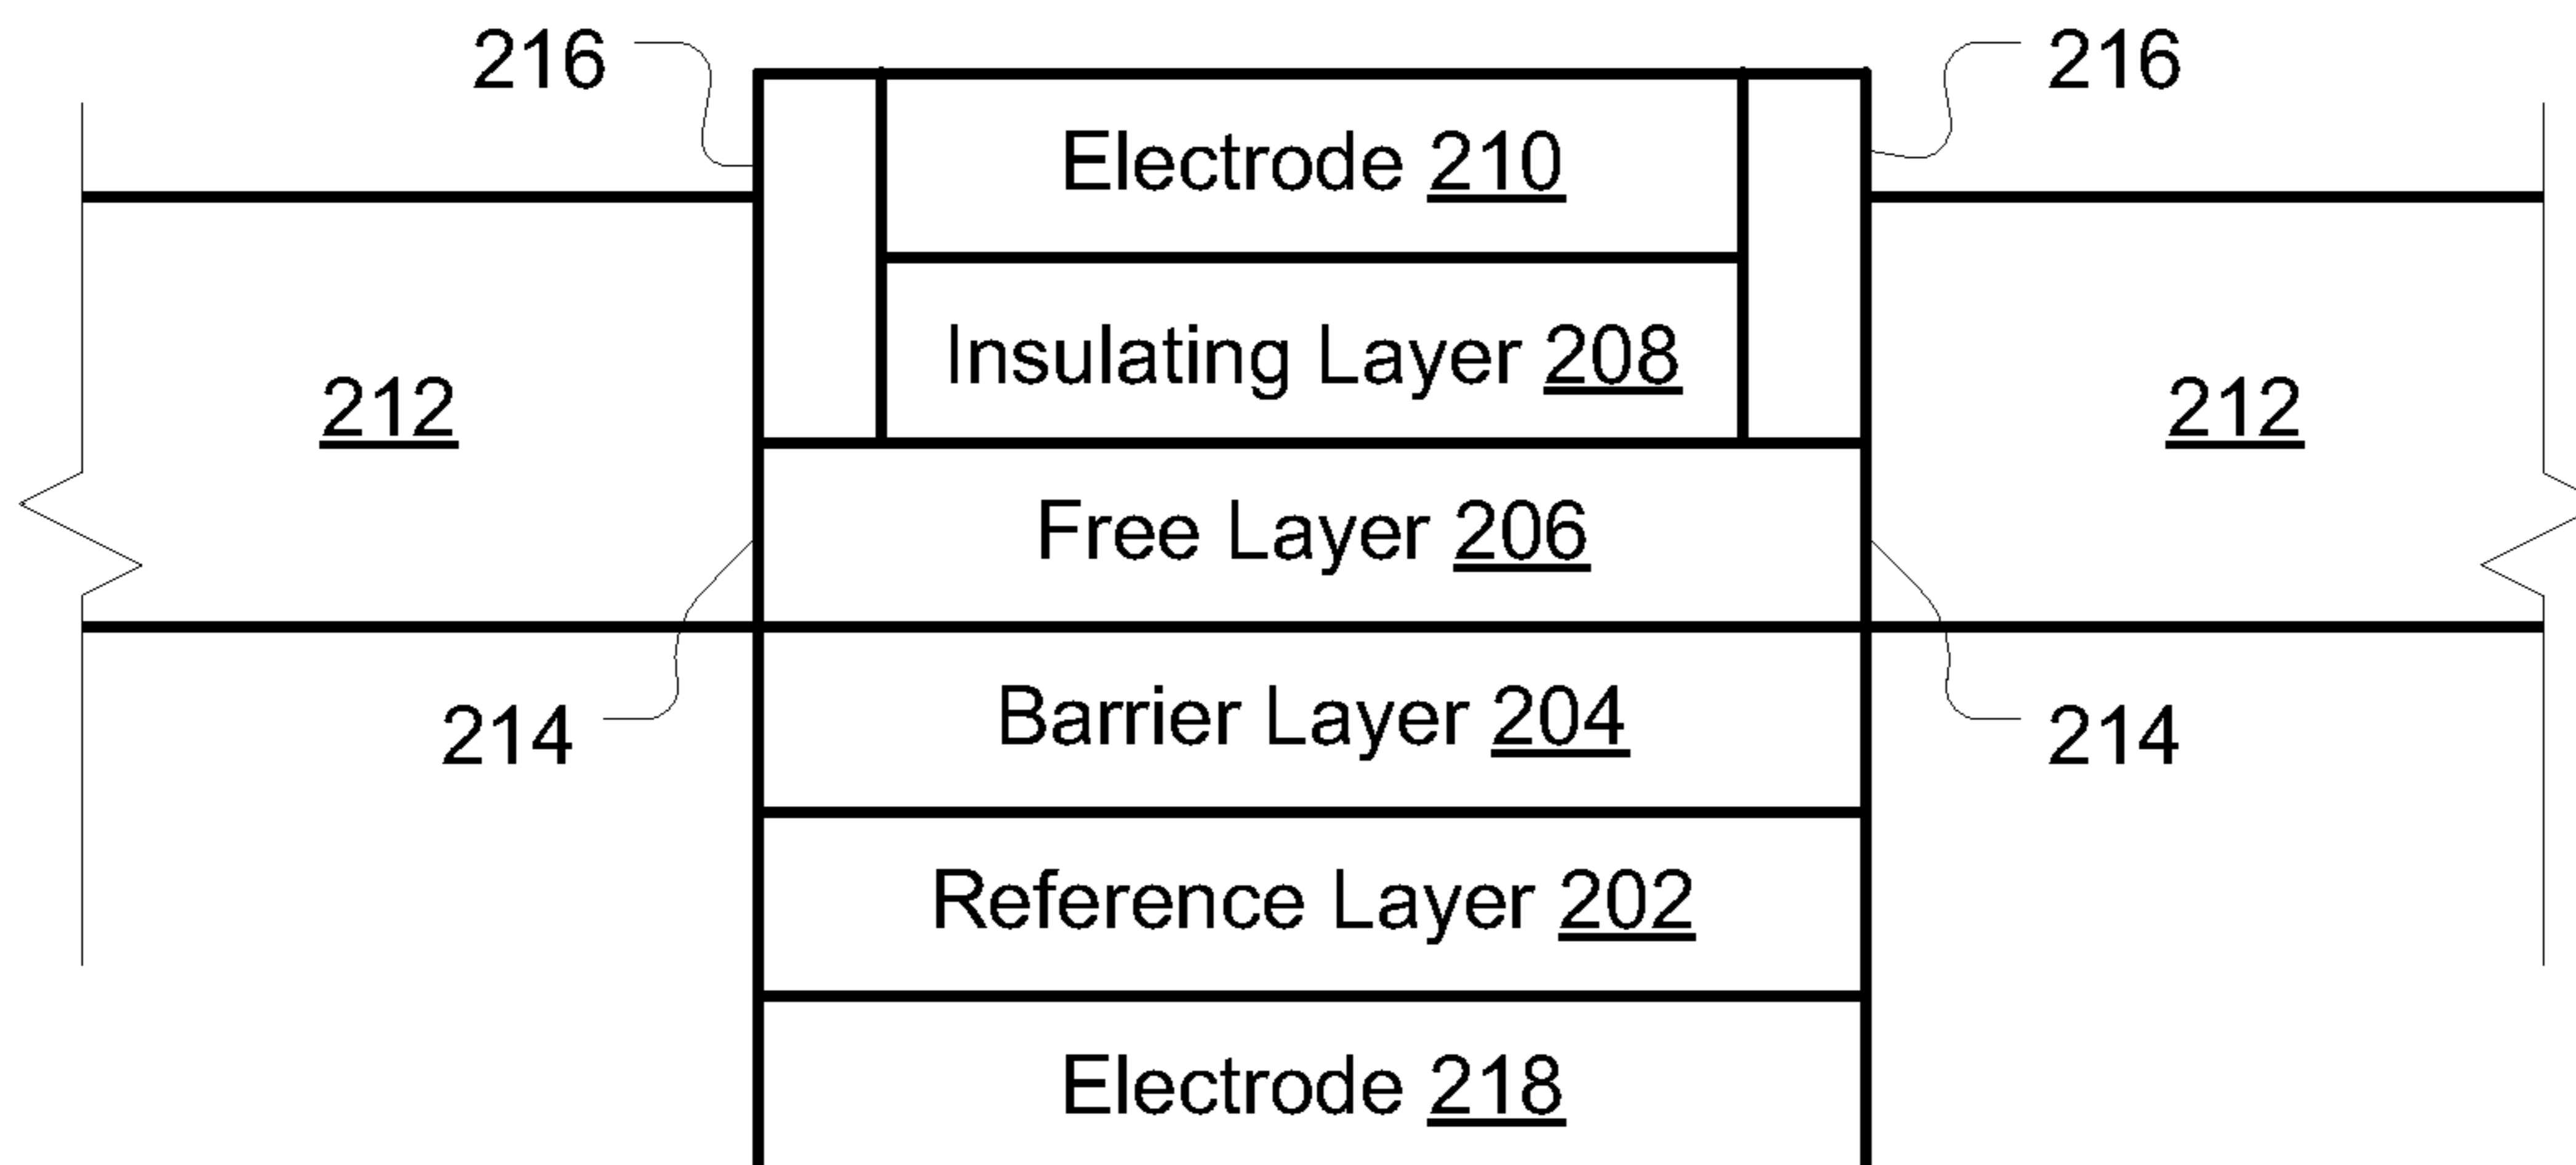 216
216
Electrode 210
Insulating Layer 208
212
212
Free Layer 206
Barrier Layer 204
214
214
Reference Layer 202
Electrode 218